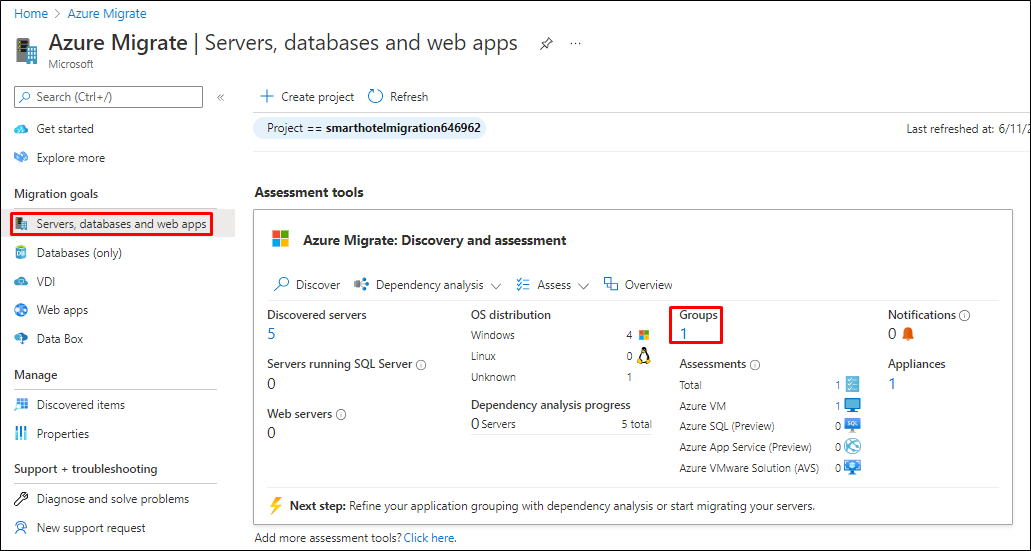 Home > Azure Migrate
Azure Migrate | Servers, databases and web apps
Microsoft
Search (Ctrl+/)
Get started
Explore more
Migration goals
Servers, databases and web apps
Databases (only)
VDI
Web apps
Data Box
Manage
Discovered items
Properties
Support + troubleshooting
Diagnose and solve problems
New support request
Create project Refresh
Project == smarthotelmigration646962
Last refreshed at: 6/11/2
Assessment tools
Azure Migrate: Discovery and assessment
Discover Dependency analysis Assess Overview
Discovered servers
5
Servers running SQL Server
0
Web servers
0
OS distribution
Windows 4
Linux 0
Unknown 1
Dependency analysis progress
0 Servers 5 total
Groups
1
Assessments
Total 1
Azure VM 1
Azure SQL (Preview) 0
SQL
Azure App Service (Preview) 0
Azure VMware Solution (AVS) 0
Notifications
0
Appliances
1
Next step: Refine your application grouping with dependency analysis or start migrating your servers.
Add more assessment tools? Click here.